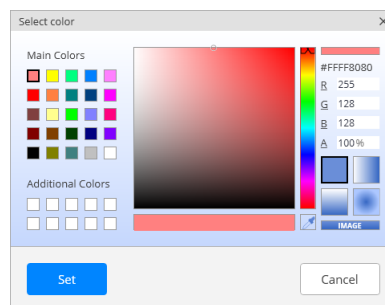 Select color
Main Colors
#FFFF8080
R 255
G 128
B 128
A 100%
Additional Colors
IMAGE
Set
Cancel